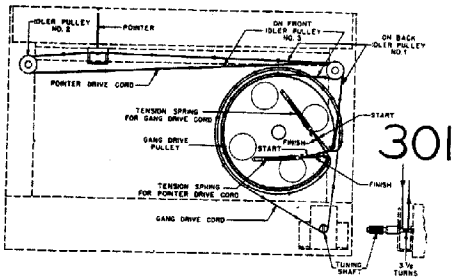 IDLER PULLEY
NO. 2
POINTER
ON FRONT
IDLER PULLEY
NO. 3
ON BACK
IDLER PULLEY
NO. 1
POINTER DRIVE CORD
TENSION SPRING
FOR GANG DRIVE CORD
START
FINISH
GANG DRIVE
PULLEY
START
TENSION SPRING
FOR POINTER DRIVE CORD
FINISH
GANG DRIVE CORD
301
TUNING
SHAFT
3 1/2
TURNS